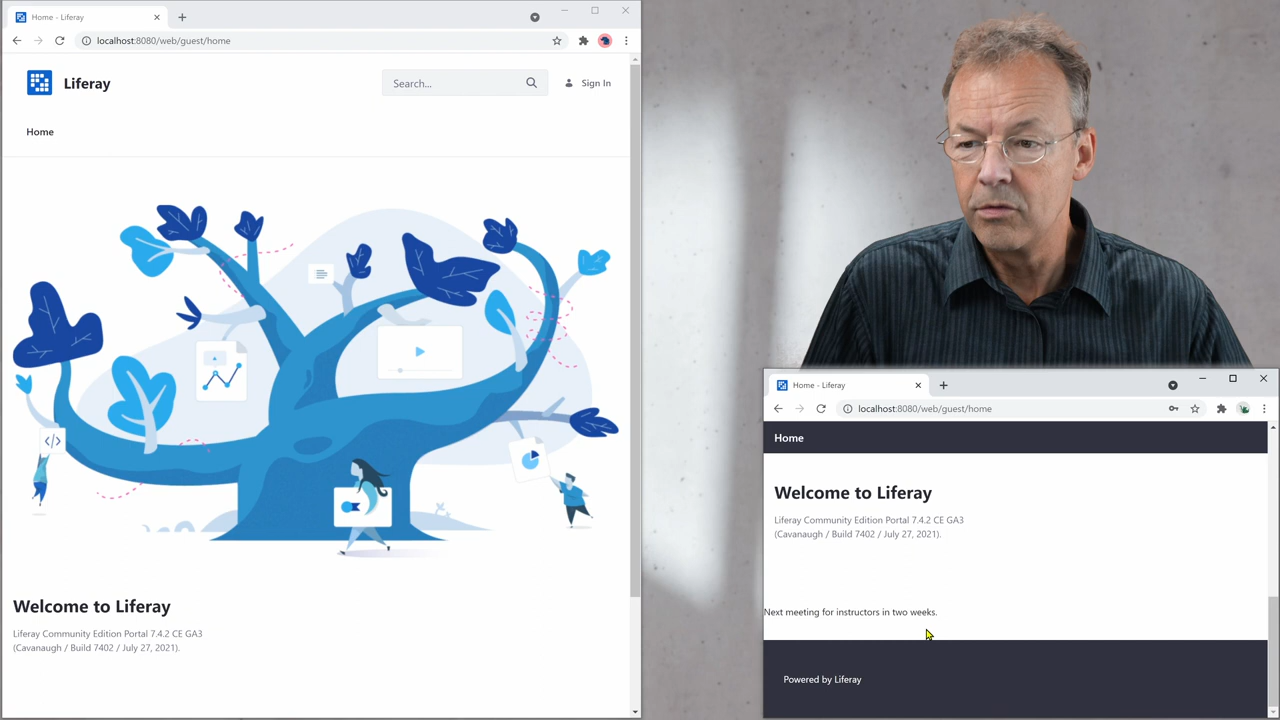 Home - Liferay
localhost:8080/web/guest/home
Liferay
Search...
Sign In
Home
</>
Welcome to Liferay
Liferay Community Edition Portal 7.4.2 CE GA3
(Cavanaugh / Build 7402 / July 27, 2021).
Home - Liferay
localhost:8080/web/guest/home
Home
Welcome to Liferay
Liferay Community Edition Portal 7.4.2 CE GA3
(Cavanaugh / Build 7402 / July 27, 2021).
Next meeting for instructors in two weeks.
Powered by Liferay